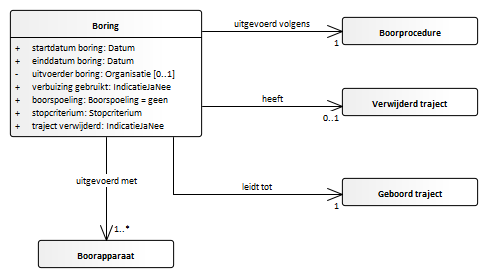 Boring
+ startdatum boring: Datum
+ einddatum boring: Datum
- uitvoerder boring: Organisatie [0..1]
+ verbuizing gebruikt: IndicatieJaNee
+ boorspoeling: Boorspoeling = geen
+ stopcriterium: Stopcriterium
+ traject verwijderd: IndicatieJaNee
uitgevoerd volgens
1
Boorprocedure
heeft
0..1
Verwijderd traject
leidt tot
1
Geboord traject
uitgevoerd met
1..*
Boorapparaat